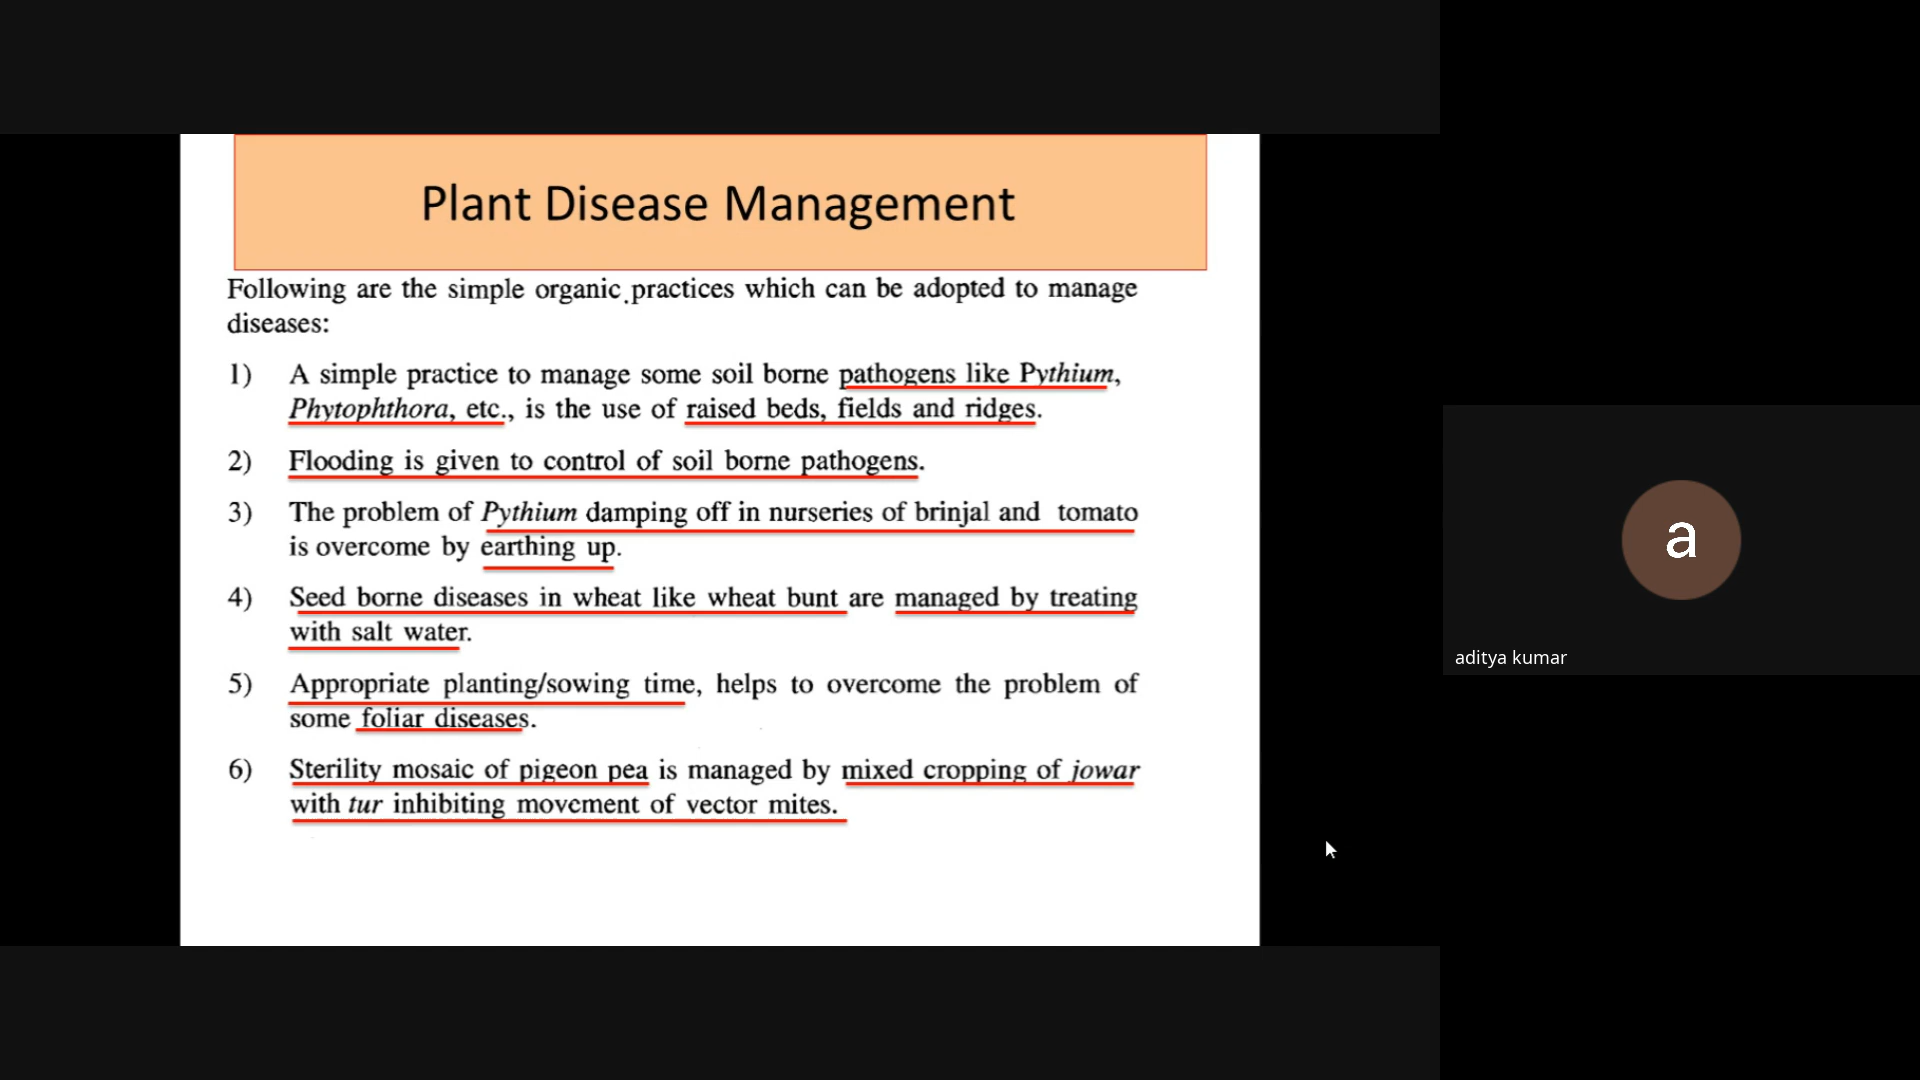 Plant Disease Management
Following are the simple organic practices which can be adopted to manage
diseases:
1) A simple practice to manage some soil borne pathogens like Pythium,
Phytophthora, etc., is the use of raised beds, fields and ridges.
2) Flooding is given to control of soil borne pathogens.
3) The problem of Pythium damping off in nurseries of brinjal and tomato
is overcome by earthing up.
4) Seed borne diseases in wheat like wheat bunt are managed by treating
with salt water.
5) Appropriate planting/sowing time, helps to overcome the problem of
some foliar diseases.
6) Sterility mosaic of pigeon pea is managed by mixed cropping of jowar
with tur inhibiting movement of vector mites.
a
aditya kumar